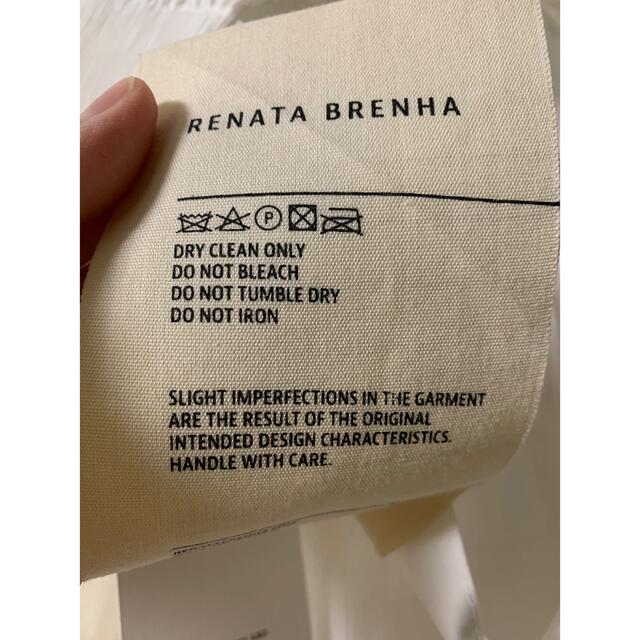 RENATA BRENHA
P
DRY CLEAN ONLY
DO NOT BLEACH
DO NOT TUMBLE DRY
DO NOT IRON
SLIGHT IMPERFECTIONS IN THE GARMENT
ARE THE RESULT OF THE ORIGINAL
INTENDED DESIGN CHARACTERISTICS.
HANDLE WITH CARE.